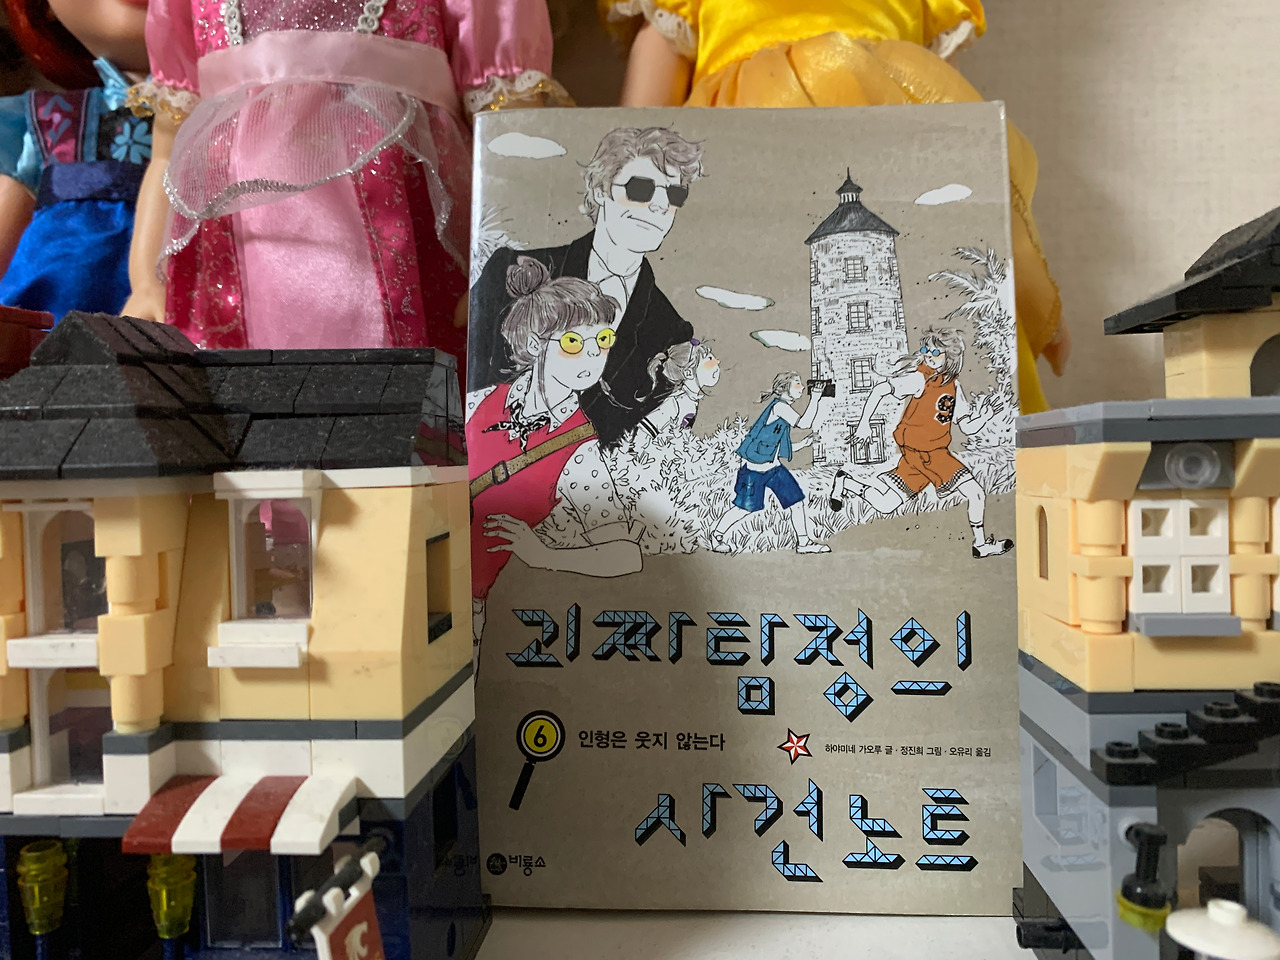 괴짜 탐정의
6 인형은 웃지 않는다
하야미네 가오루 글 · 정진희 그림 · 오유리 옮김
사건노트
비룡소
9